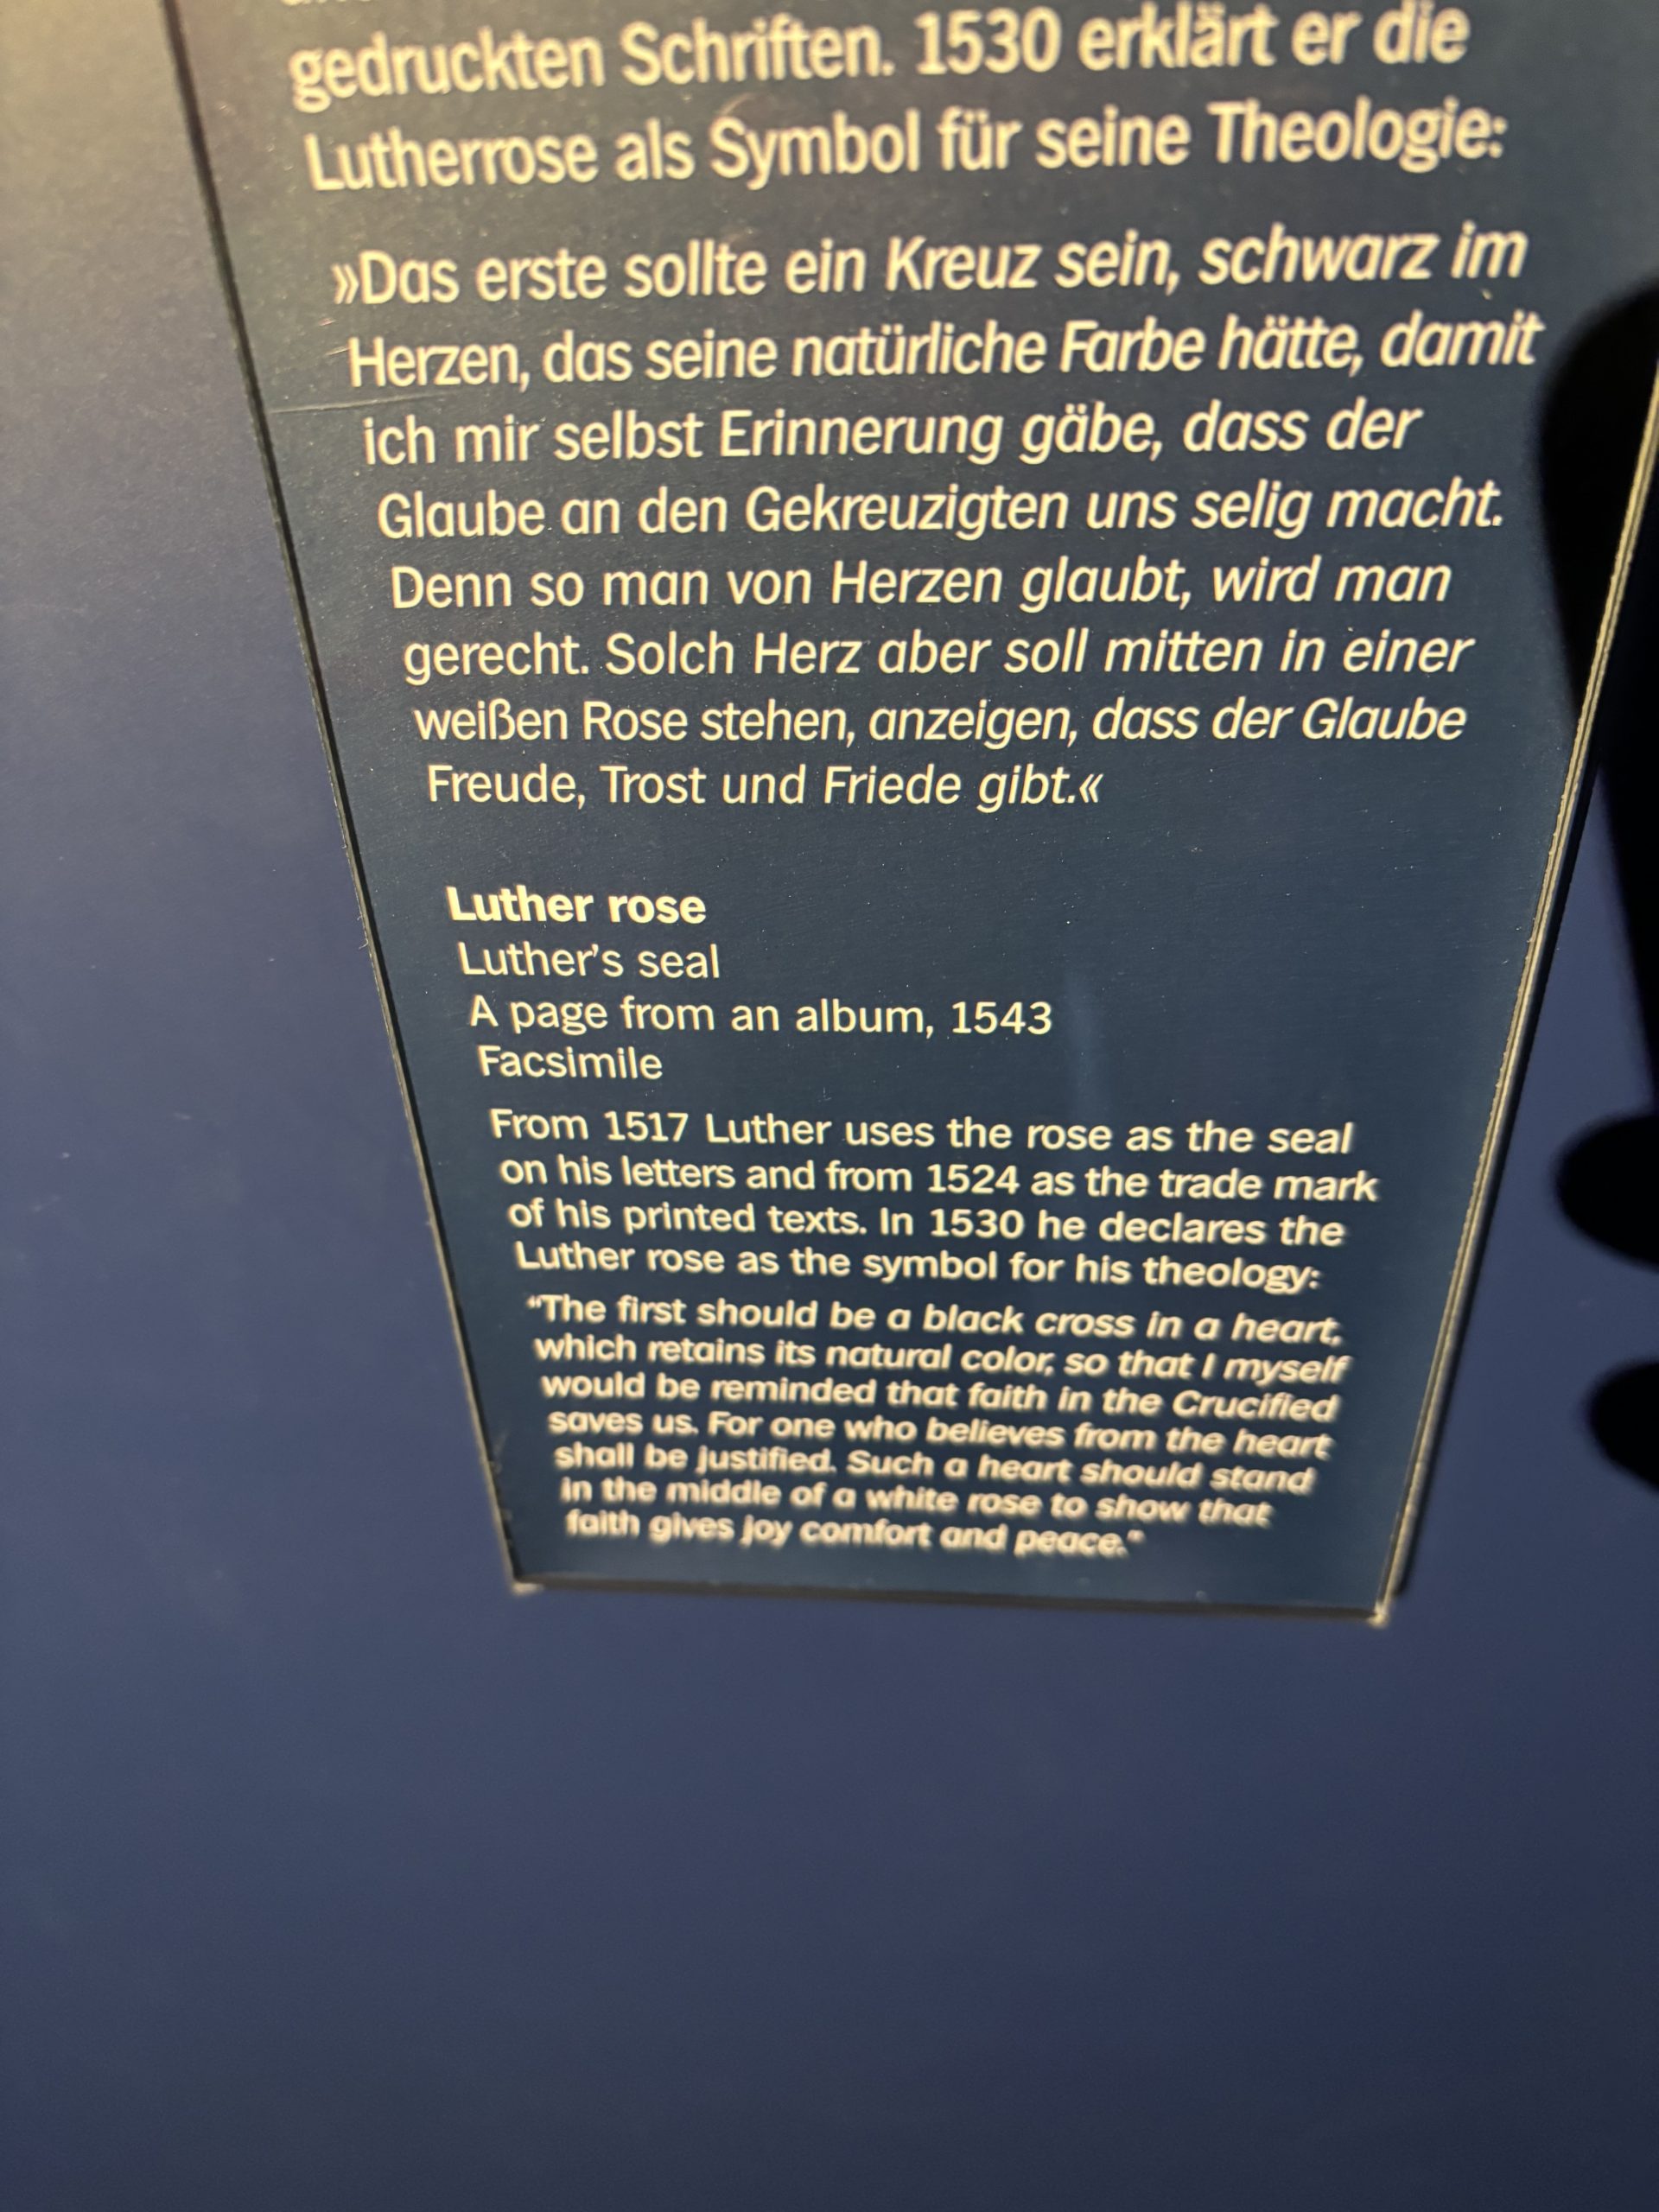 gedruckten Schriften. 1530 erklärt er die
Lutherrose als Symbol für seine Theologie:
»Das erste sollte ein Kreuz sein, schwarz im
Herzen, das seine natürliche Farbe hätte, damit
ich mir selbst Erinnerung gäbe, dass der
Glaube an den Gekreuzigten uns selig macht.
Denn so man von Herzen glaubt, wird man
gerecht. Solch Herz aber soll mitten in einer
weißen Rose stehen, anzeigen, dass der Glaube
Freude, Trost und Friede gibt.«
Luther rose
Luther's seal
A page from an album, 1543
Facsimile
From 1517 Luther uses the rose as the seal
on his letters and from 1524 as the trade mark
of his printed texts. In 1530 he declares the
Luther rose as the symbol for his theology:
“The first should be a black cross in a heart,
which retains its natural color, so that I myself
would be reminded that faith in the Crucified
saves us. For one who believes from the heart
shall be justified. Such a heart should stand
in the middle of a white rose to show that
faith gives joy comfort and peace.”